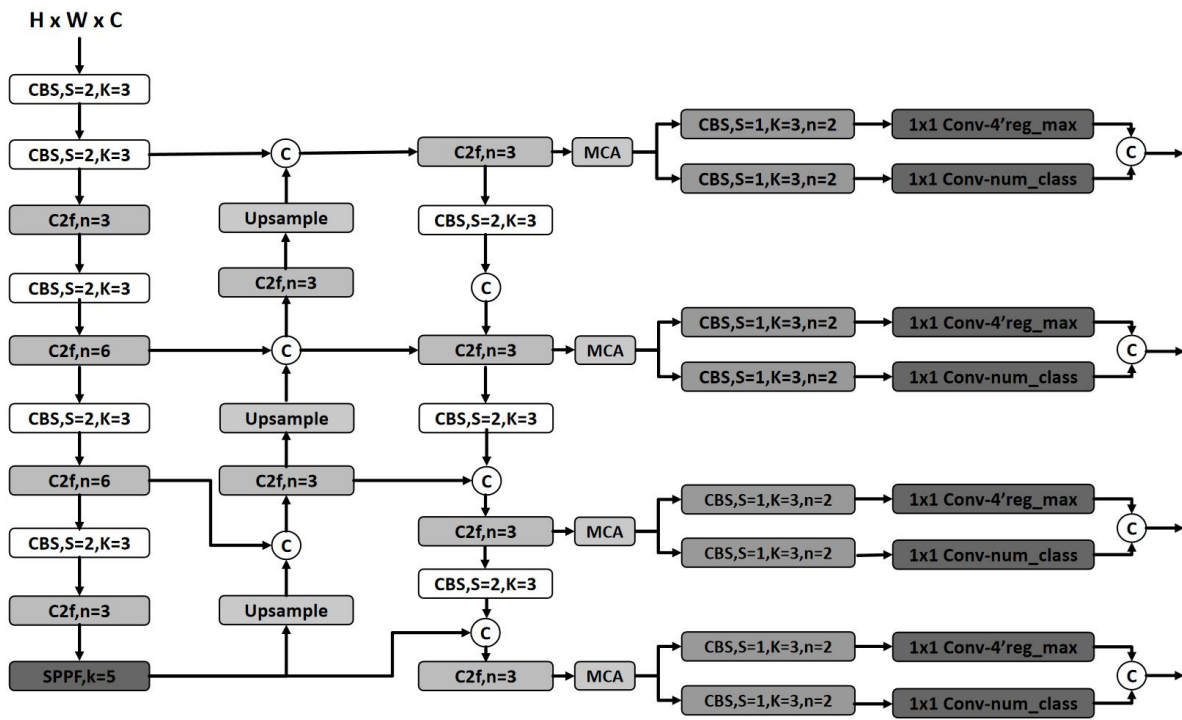 H x W x C
CBS,S=2,K=3
CBS,S=2,K=3
C2f,n=3
CBS,S=2,K=3
C2f,n=6
CBS,S=2,K=3
C2f,n=6
CBS,S=2,K=3
C2f,n=3
SPPF,k=5
C
Upsample
C2f,n=3
C
Upsample
C2f,n=3
C
Upsample
C2f,n=3
CBS,S=2,K=3
C
C2f,n=3
CBS,S=2,K=3
C
C2f,n=3
CBS,S=2,K=3
C
C2f,n=3
MCA
CBS,S=1,K=3,n=2
1x1 Conv-4'reg_max
CBS,S=1,K=3,n=2
1x1 Conv-num_class
C
MCA
CBS,S=1,K=3,n=2
1x1 Conv-4'reg_max
CBS,S=1,K=3,n=2
1x1 Conv-num_class
C
MCA
CBS,S=1,K=3,n=2
1x1 Conv-4'reg_max
CBS,S=1,K=3,n=2
1x1 Conv-num_class
C
MCA
CBS,S=1,K=3,n=2
1x1 Conv-4'reg_max
CBS,S=1,K=3,n=2
1x1 Conv-num_class
C